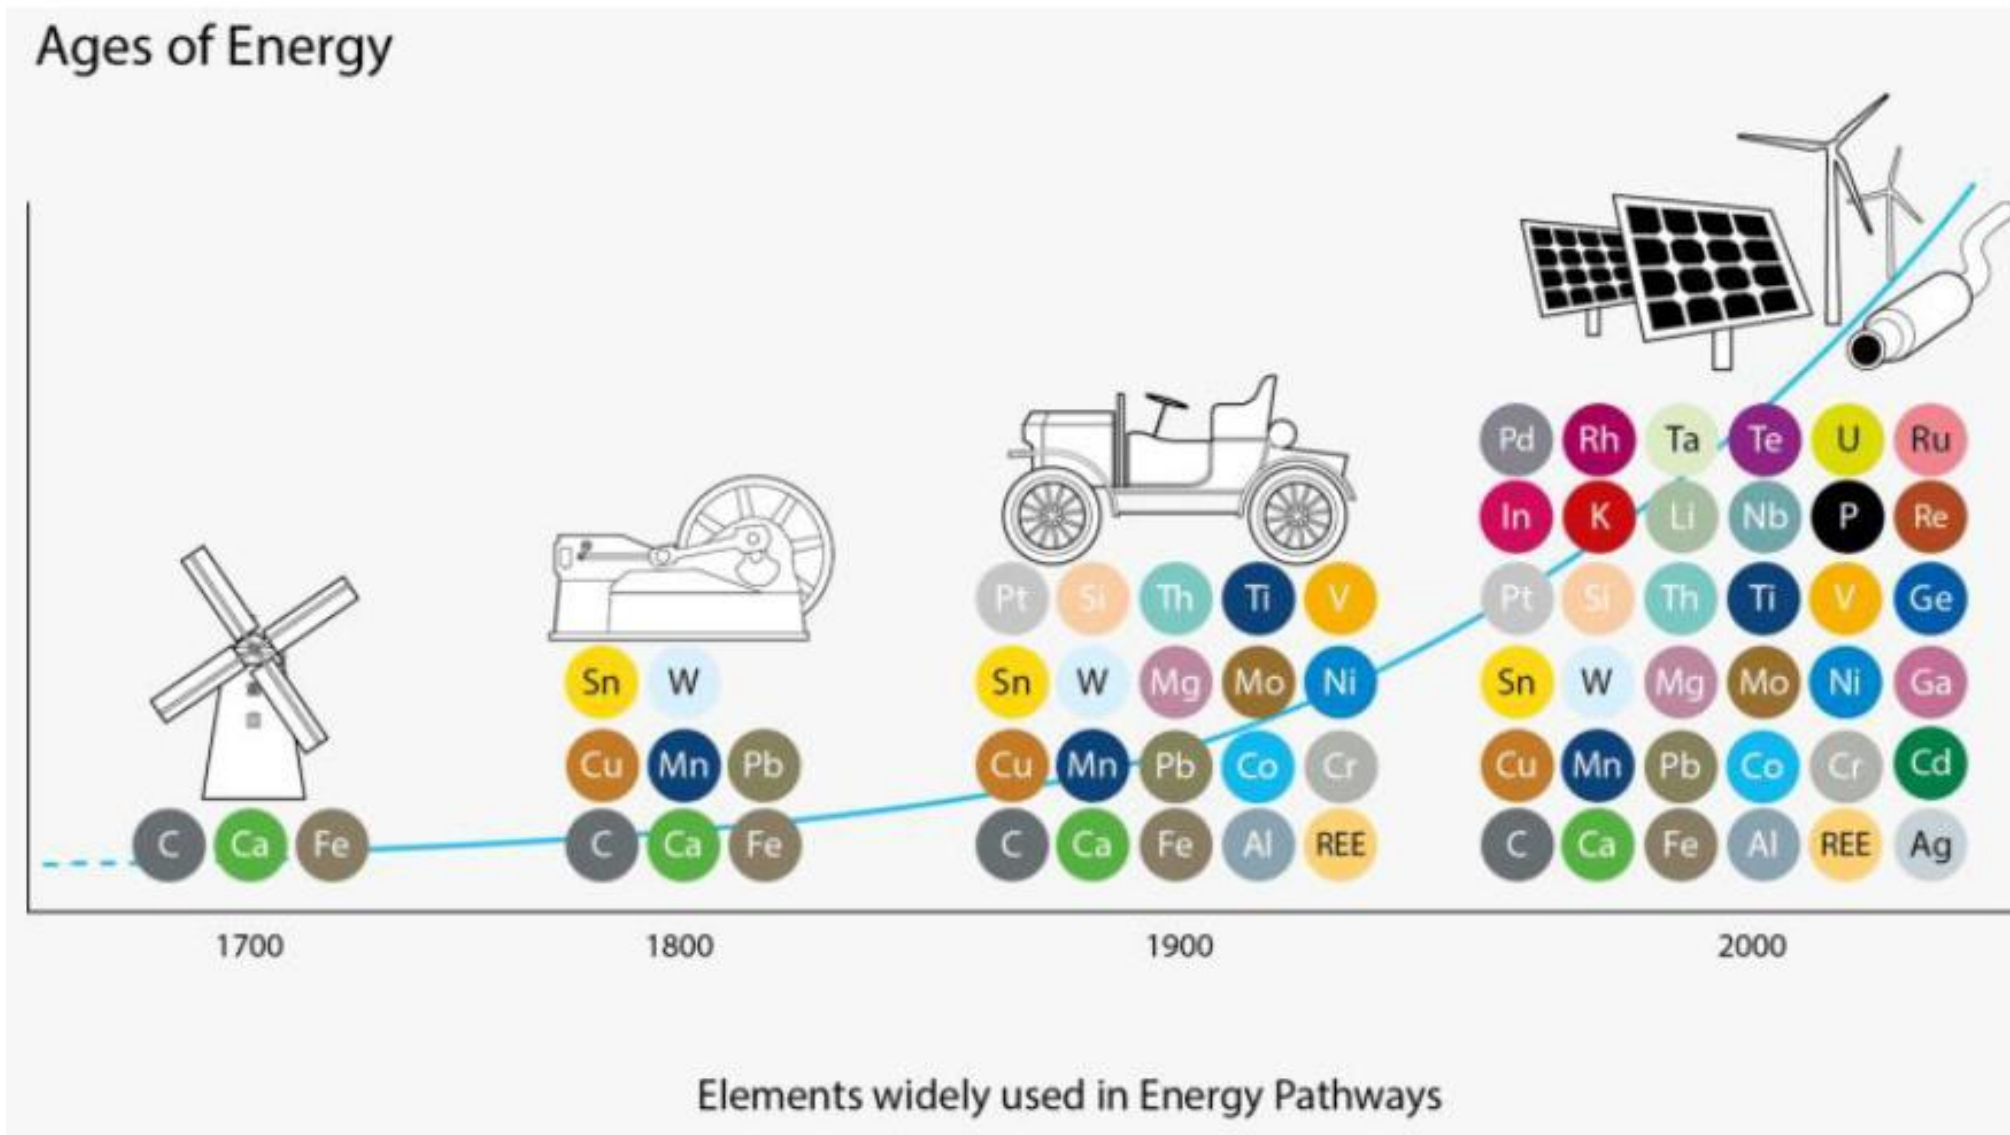 Ages of Energy
Pd Rh Ta Te U Ru
In K Li Nb P Re
Pt Si Th Ti V
Pt Si Th Ti V Ge
Sn W
Sn W Mg Mo Ni
Sn W Mg Mo Ni Ga
Cu Mn Pb
Cu Mn Pb Co Cr
Cu Mn Pb Co Cr Cd
C Ca Fe
C Ca Fe
C Ca Fe Al REE
C Ca Fe Al REE Ag
1700 1800 1900 2000
Elements widely used in Energy Pathways